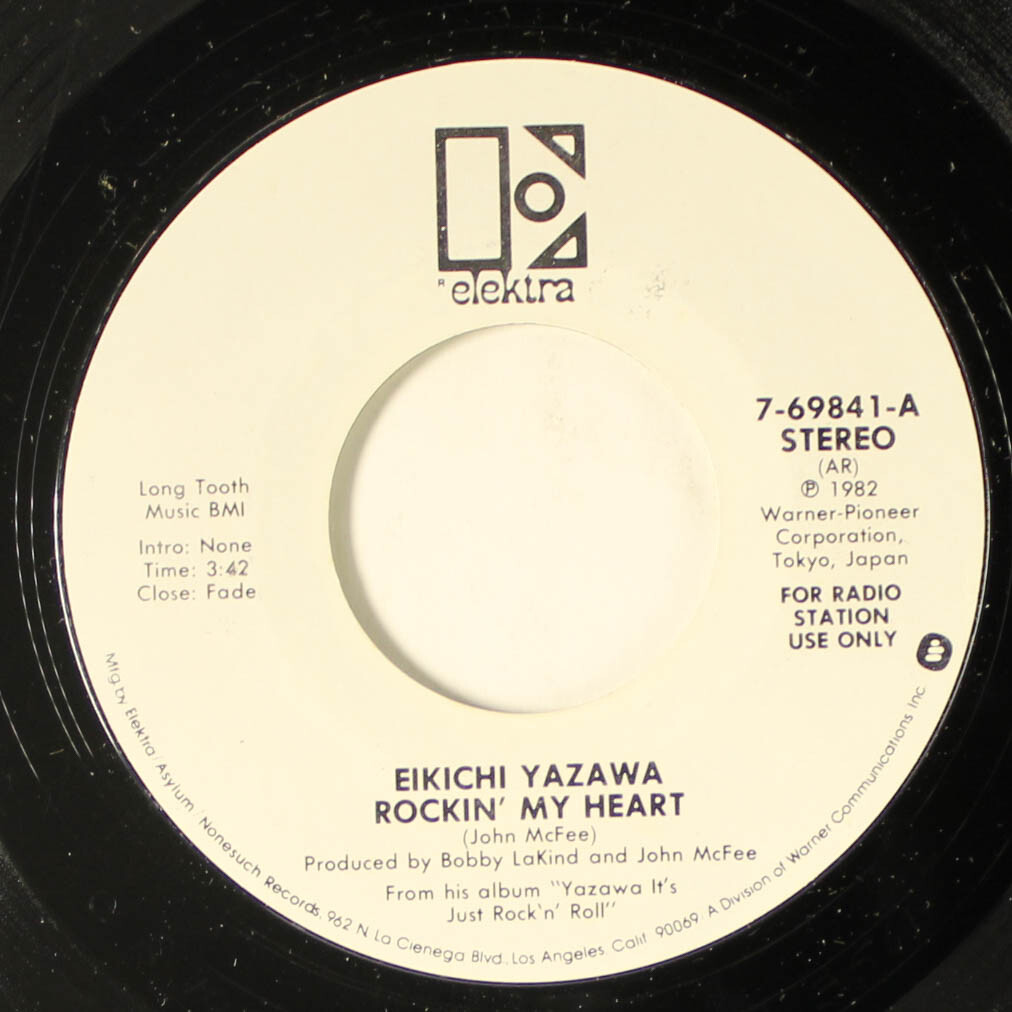 elektra
7-69841-A
STEREO
(AR)
℗ 1982
Warner-Pioneer
Corporation,
Tokyo, Japan
FOR RADIO
STATION
USE ONLY
Long Tooth
Music BMI
Intro: None
Time: 3:42
Close: Fade
EIKICHI YAZAWA
ROCKIN' MY HEART
(John McFee)
Produced by Bobby LaKind and John McFee
From his album "Yazawa It's
Just Rock'n' Roll"
Mfg by Elektra/Asylum/Nonesuch Records, 962 N. La Cienega Blvd., Los Angeles, Calif. 90069. A Division of Warner Communications Inc.